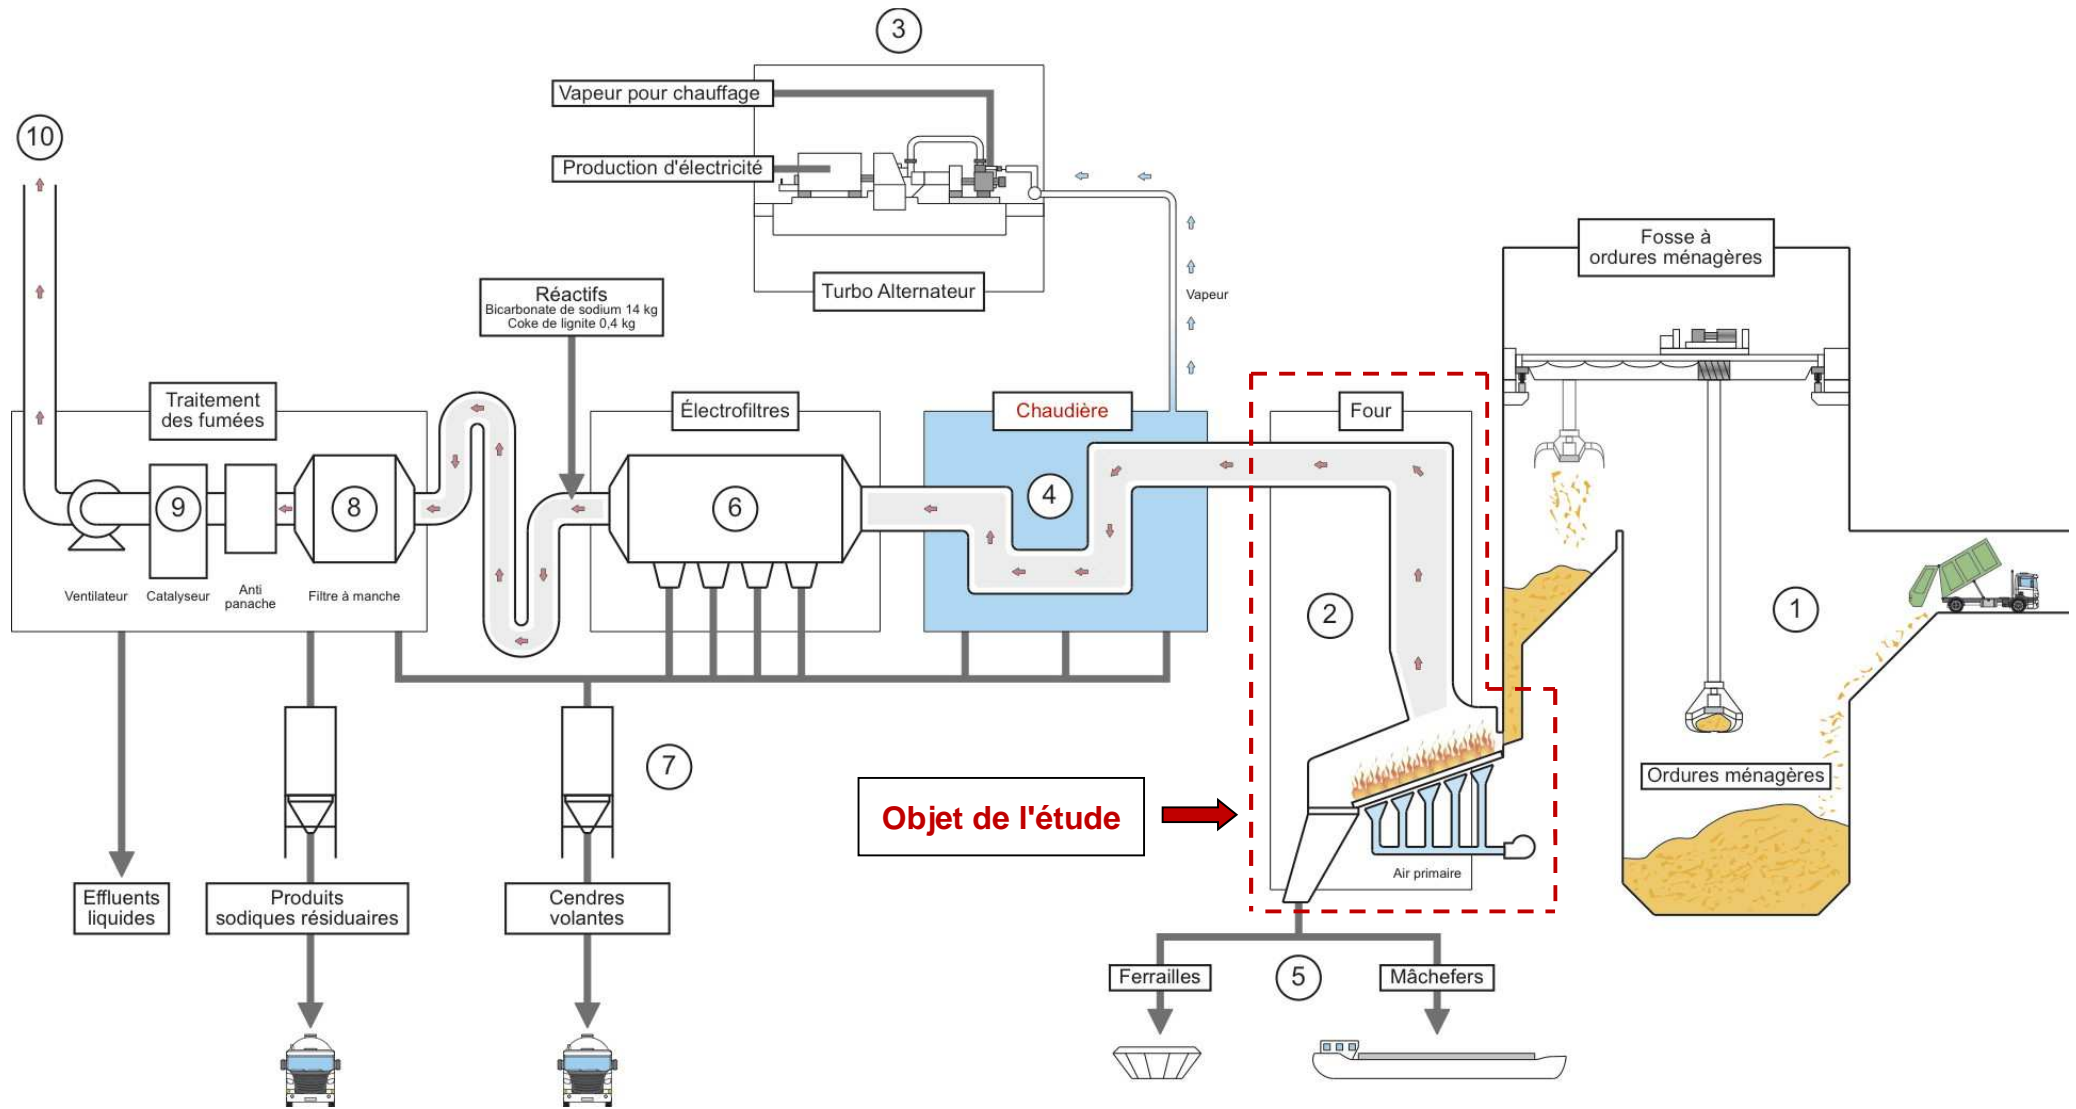 3
Vapeur pour chauffage
10
Production d'électricité
Fosse à
ordures ménagères
Réactifs
Bicarbonate de sodium 14 kg
Coke de lignite 0,4 kg
Turbo Alternateur
Vapeur
Traitement
des fumées
Électrofiltres
Chaudière
Four
9
8
6
4
2
1
Ventilateur
Catalyseur
Anti
panache
Filtre à manche
7
Ordures ménagères
Objet de l'étude
Air primaire
Effluents
liquides
Produits
sodiques résiduaires
Cendres
volantes
Ferrailles
5
Mâchefers